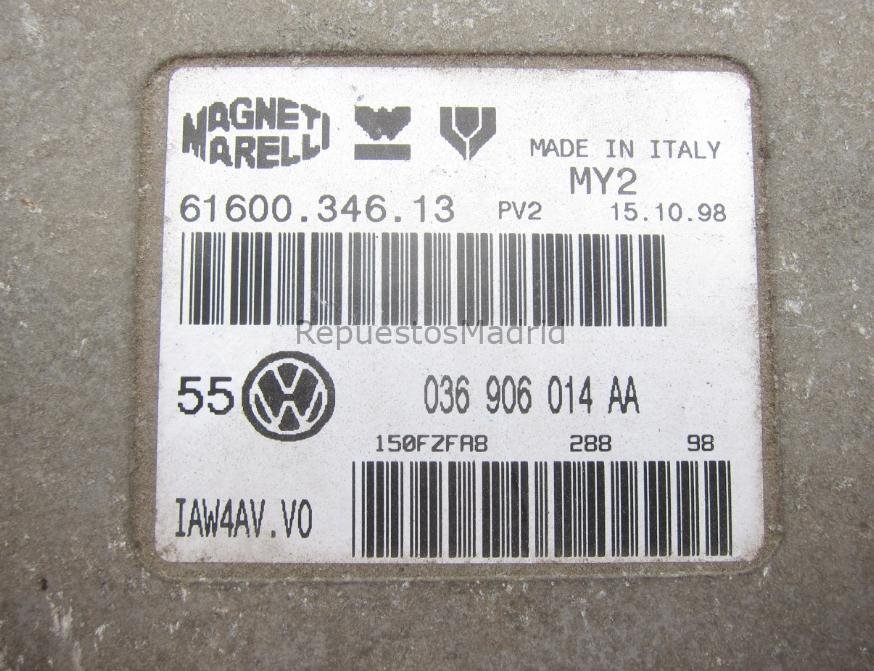 MAGNETI
MARELLI
MADE IN ITALY
MY2
61600.346.13 PV2 15.10.98
RepuestosMadrid
55 VW 036 906 014 AA
150FZFA8 288 98
IAW4AV.V0